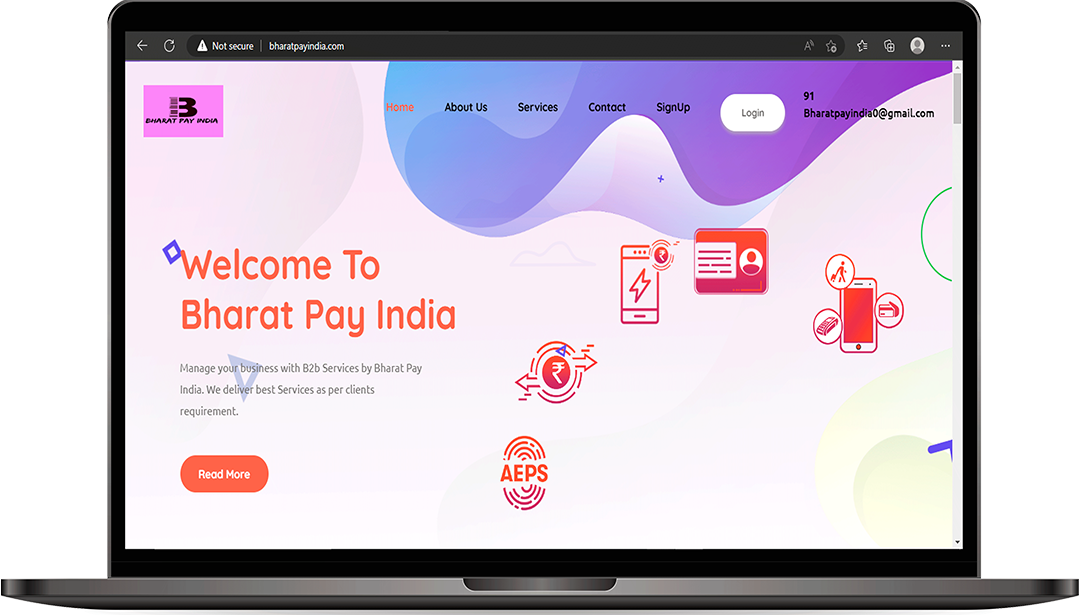 Not secure
bharatpayindia.com
B
BHARAT PAY INDIA
Home
About Us
Services
Contact
SignUp
Login
91
Bharatpayindia0@gmail.com
Welcome To
Bharat Pay India
Manage your business with B2b Services by Bharat Pay
India. We deliver best Services as per clients
requirement.
Read More
₹
₹
AEPS